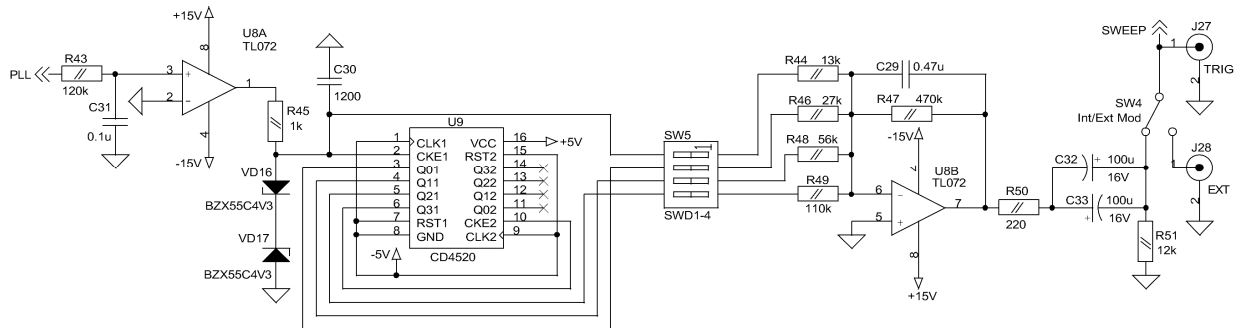 +15V
U8A
TL072
8
PLL
R43
120k
3
+
2
-
1
4
-15V
C31
0.1u
R45
1k
C30
1200
VD16
BZX55C4V3
VD17
BZX55C4V3
U9
1 CLK1 VCC 16 +5V
2 CKE1 RST2 15
3 Q01 Q32 14
4 Q11 Q22 13
5 Q21 Q12 12
6 Q31 Q02 11
7 RST1 CKE2 10
8 GND CLK2 9
-5V
CD4520
SW5
1
SWD1-4
R44 13k
R46 27k
R48 56k
R49
110k
C29 0.47u
R47 470k
-15V
4
U8B
TL072
6
-
5
+
7
8
+15V
R50
220
C32 + 100u
16V
C33 100u
+ 16V
R51
12k
SWEEP
J27
1
2
TRIG
SW4
Int/Ext Mod
J28
1
2
EXT